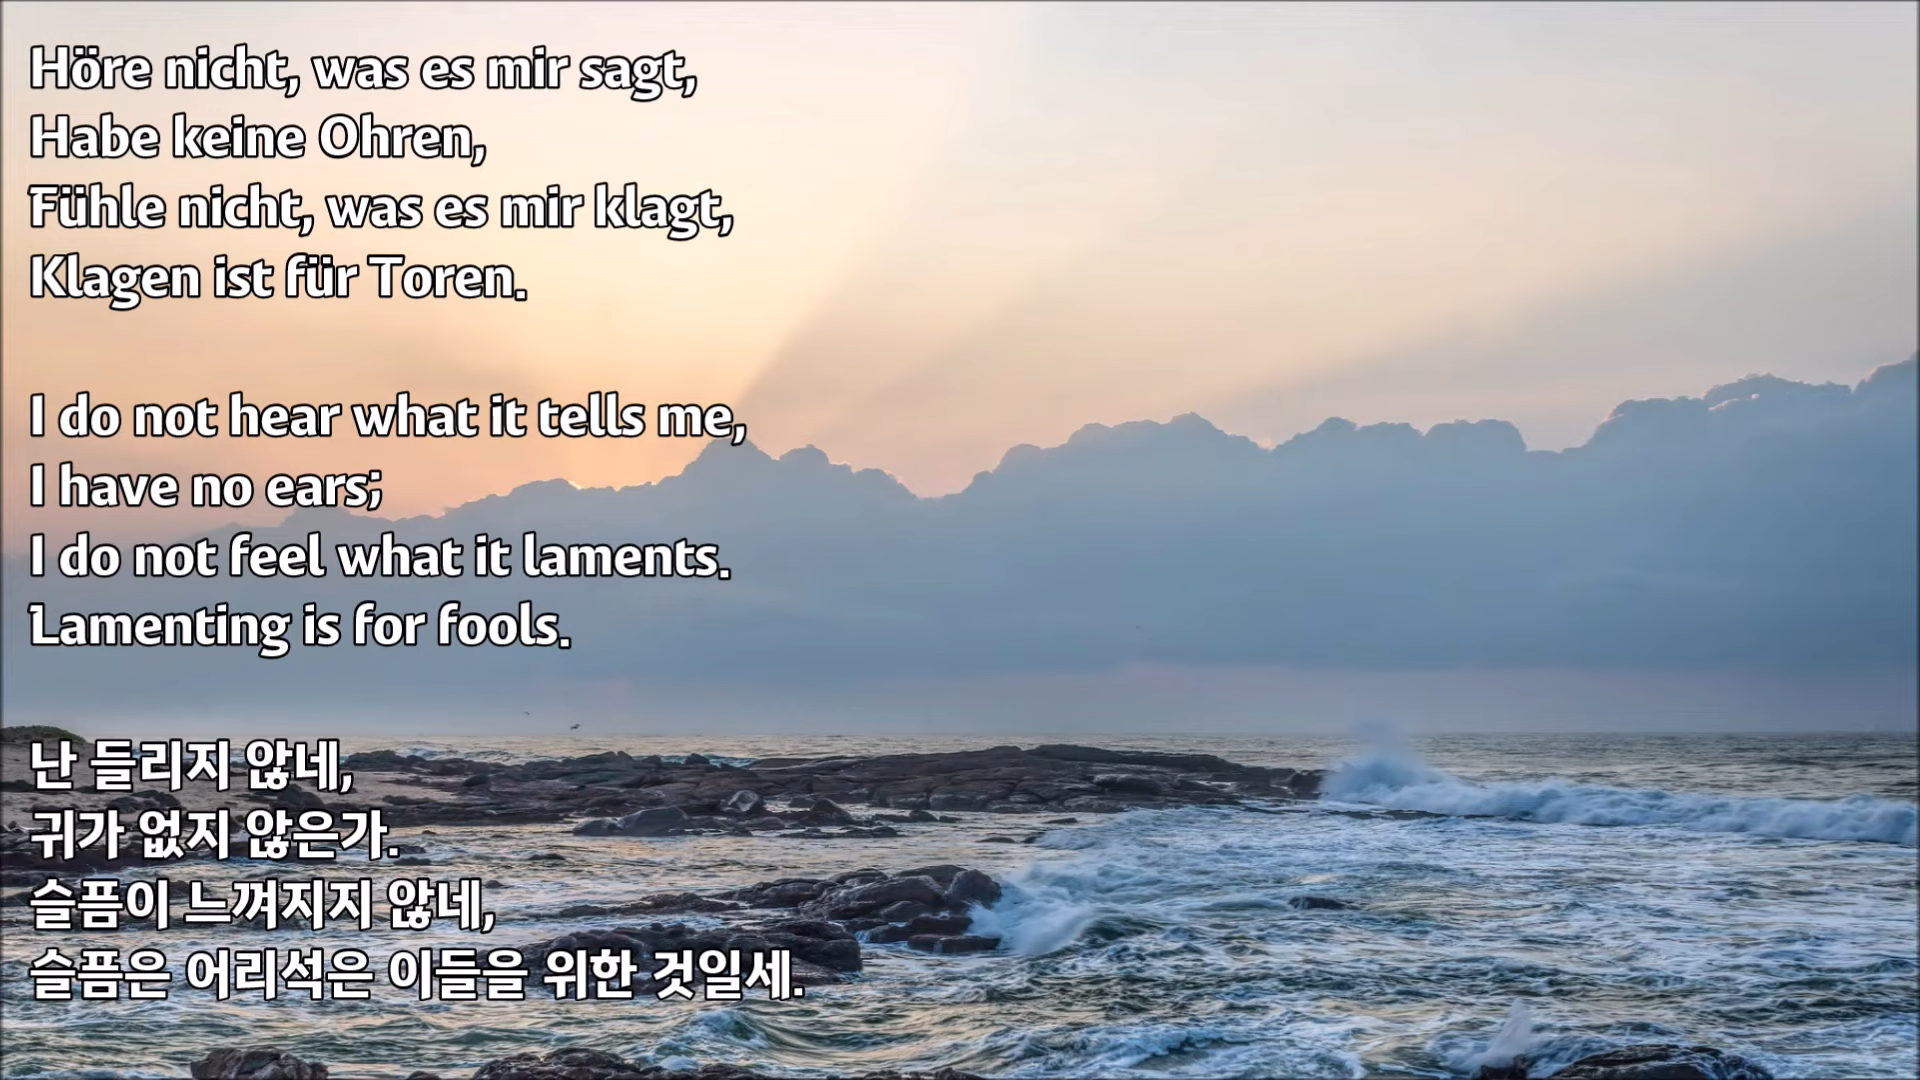 Höre nicht, was es mir sagt,
Habe keine Ohren,
Fühle nicht, was es mir klagt,
Klagen ist für Toren.
I do not hear what it tells me,
I have no ears;
I do not feel what it laments.
Lamenting is for fools.
난 들리지 않네,
귀가 없지 않은가.
슬픔이 느껴지지 않네,
슬픔은 어리석은 이들을 위한 것일세.